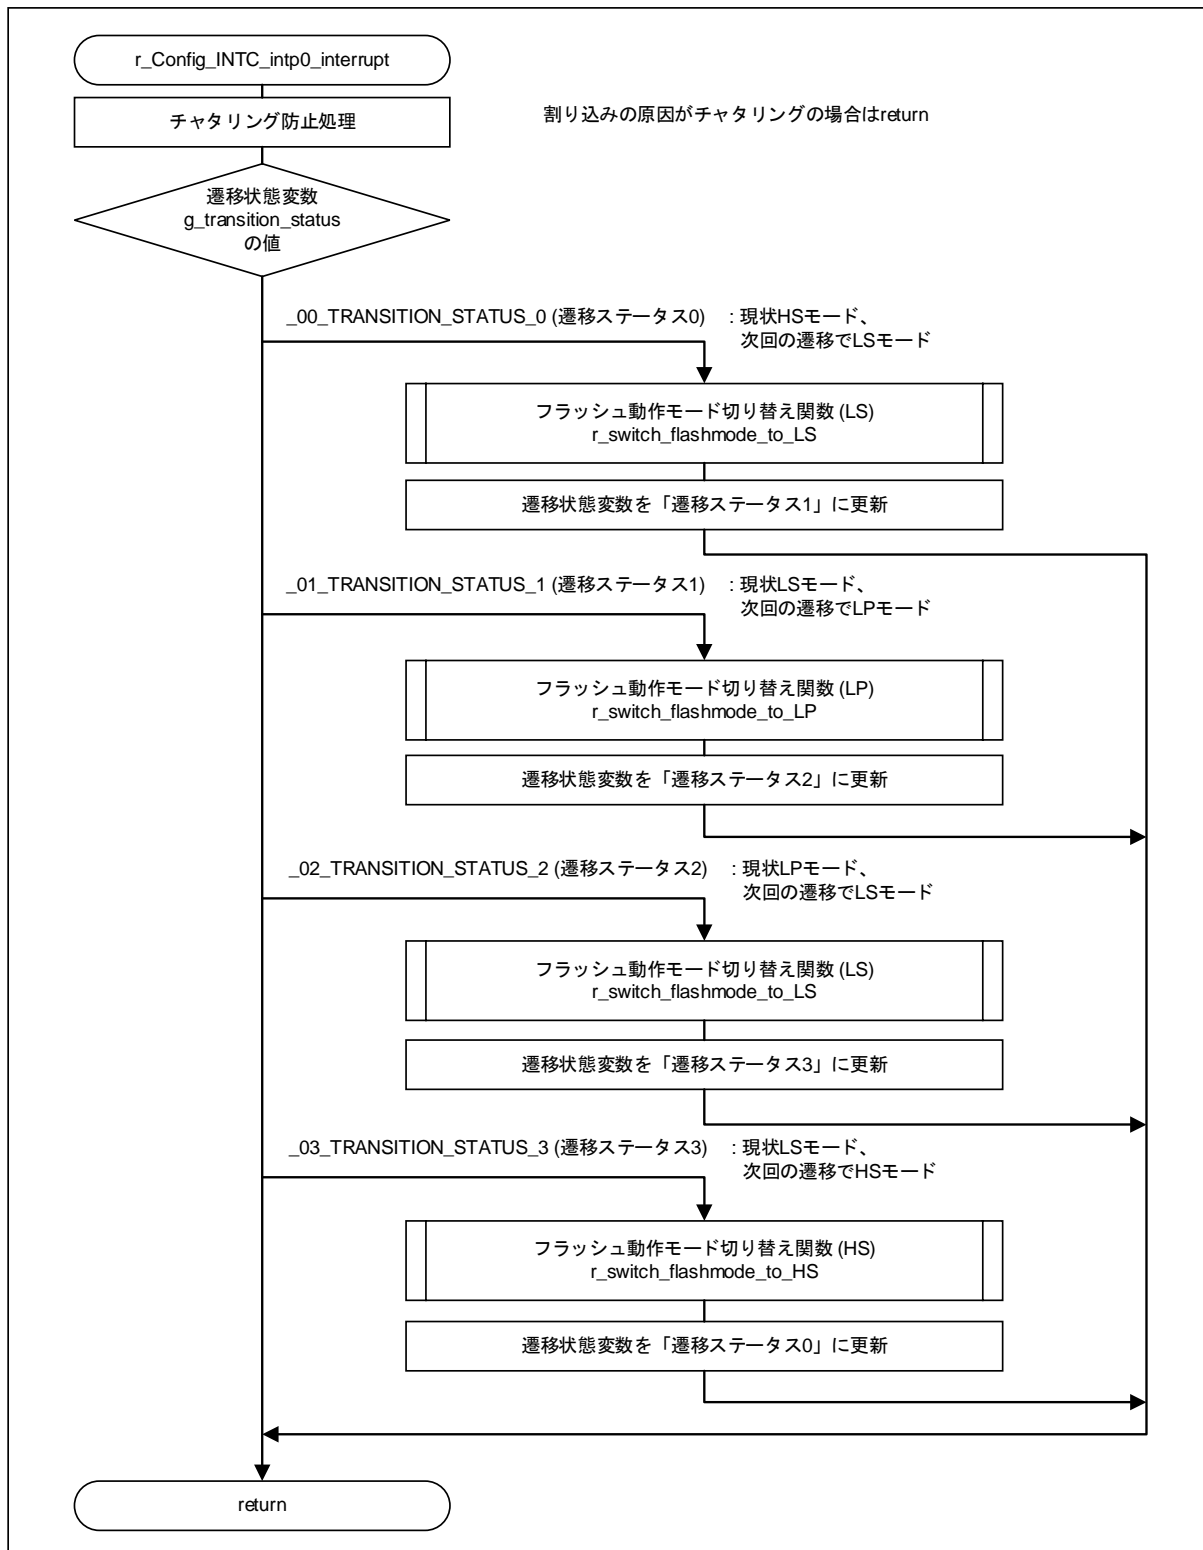 r_Config_INTC_intp0_interrupt
チャタリング防止処理
割り込みの原因がチャタリングの場合はreturn
遷移状態変数
g_transition_status
の値
_00_TRANSITION_STATUS_0 (遷移ステータス0) : 現状HSモード、
次回の遷移でLSモード
フラッシュ動作モード切り替え関数 (LS)
r_switch_flashmode_to_LS
遷移状態変数を「遷移ステータス1」に更新
_01_TRANSITION_STATUS_1 (遷移ステータス1) : 現状LSモード、
次回の遷移でLPモード
フラッシュ動作モード切り替え関数 (LP)
r_switch_flashmode_to_LP
遷移状態変数を「遷移ステータス2」に更新
_02_TRANSITION_STATUS_2 (遷移ステータス2) : 現状LPモード、
次回の遷移でLSモード
フラッシュ動作モード切り替え関数 (LS)
r_switch_flashmode_to_LS
遷移状態変数を「遷移ステータス3」に更新
_03_TRANSITION_STATUS_3 (遷移ステータス3) : 現状LSモード、
次回の遷移でHSモード
フラッシュ動作モード切り替え関数 (HS)
r_switch_flashmode_to_HS
遷移状態変数を「遷移ステータス0」に更新
return